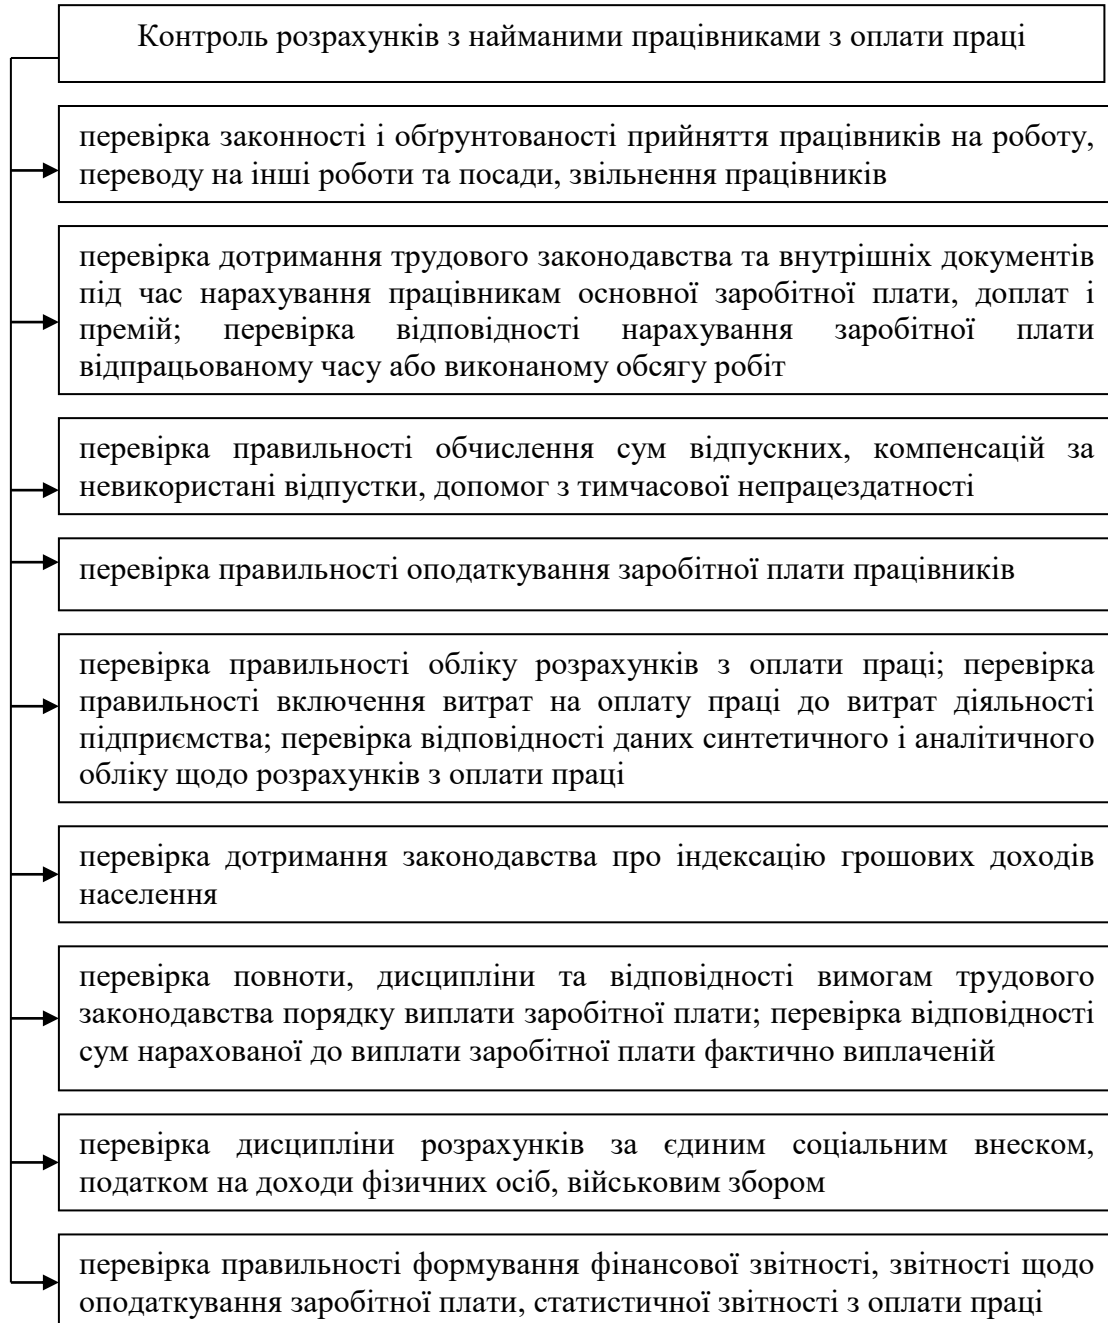 Контроль розрахунків з найманими працівниками з оплати праці
перевірка законності і обґрунтованості прийняття працівників на роботу,
переводу на інші роботи та посади, звільнення працівників
перевірка дотримання трудового законодавства та внутрішніх документів
під час нарахування працівникам основної заробітної плати, доплат і
премій; перевірка відповідності нарахування заробітної плати
відпрацьованому часу або виконаному обсягу робіт
перевірка правильності обчислення сум відпускних, компенсацій за
невикористані відпустки, допомог з тимчасової непрацездатності
перевірка правильності оподаткування заробітної плати працівників
перевірка правильності обліку розрахунків з оплати праці; перевірка
правильності включення витрат на оплату праці до витрат діяльності
підприємства; перевірка відповідності даних синтетичного і аналітичного
обліку щодо розрахунків з оплати праці
перевірка дотримання законодавства про індексацію грошових доходів
населення
перевірка повноти, дисципліни та відповідності вимогам трудового
законодавства порядку виплати заробітної плати; перевірка відповідності
сум нарахованої до виплати заробітної плати фактично виплаченій
перевірка дисципліни розрахунків за єдиним соціальним внеском,
податком на доходи фізичних осіб, військовим збором
перевірка правильності формування фінансової звітності, звітності щодо
оподаткування заробітної плати, статистичної звітності з оплати праці